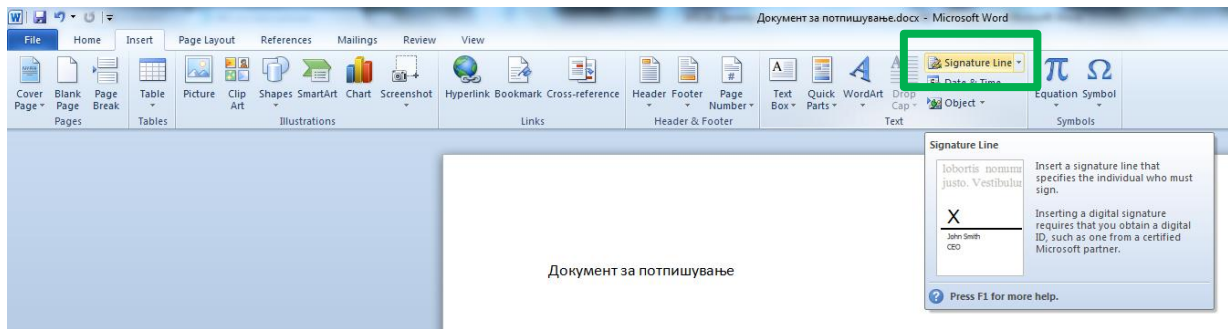 Документ за потпишување.docx - Microsoft Word
File Home Insert Page Layout References Mailings Review View
Cover Page Blank Page Page Break Table Picture Clip Art Shapes SmartArt Chart Screenshot Hyperlink Bookmark Cross-reference Header Footer Page Number Text Box Quick Parts WordArt Drop Cap Signature Line Date & Time Object Equation Symbol
Pages Tables Illustrations Links Header & Footer Text Symbols
Signature Line
lobortis nonumm
justo. Vestibulu
X
John Smith
CEO
Insert a signature line that
specifies the individual who must
sign.
Inserting a digital signature
requires that you obtain a digital
ID, such as one from a certified
Microsoft partner.
Press F1 for more help.
Документ за потпишување